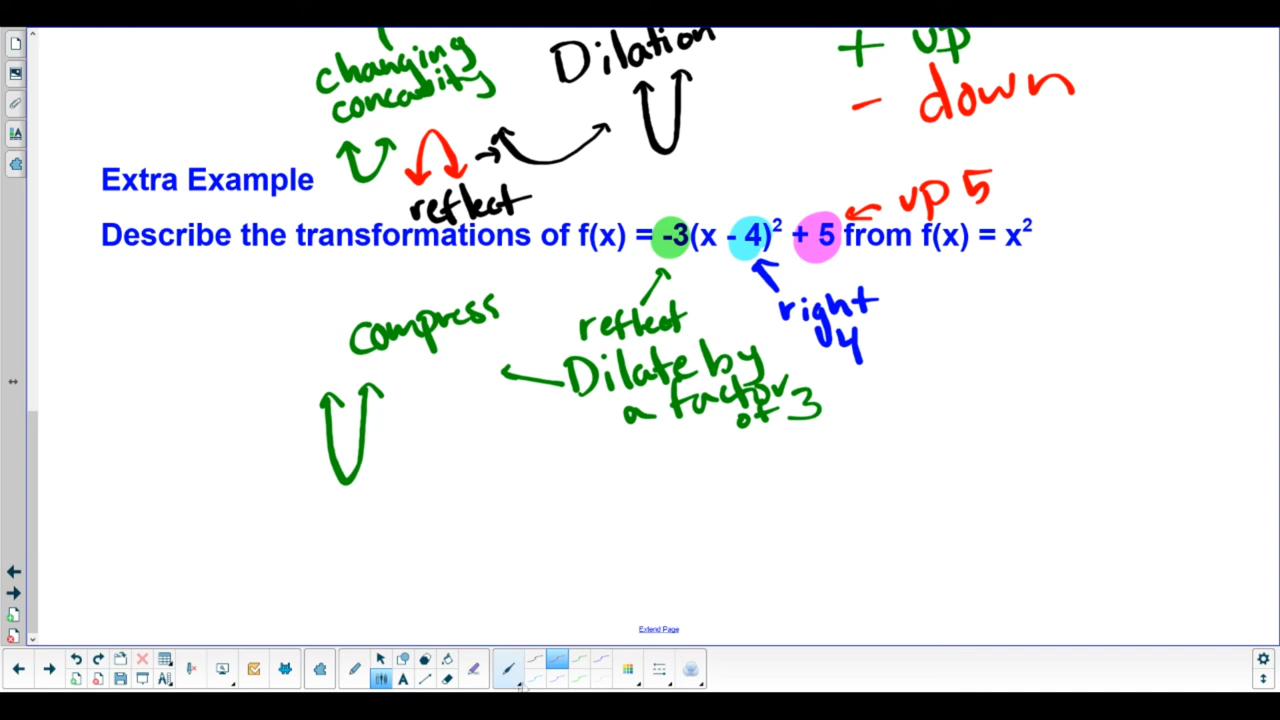 changing
concavity
Dilation
+ up
- down
Extra Example
reflect
up 5
Describe the transformations of f(x) = -3(x - 4)² + 5 from f(x) = x²
compress
reflect
right
4
Dilate by
a factor
of 3
Extend Page